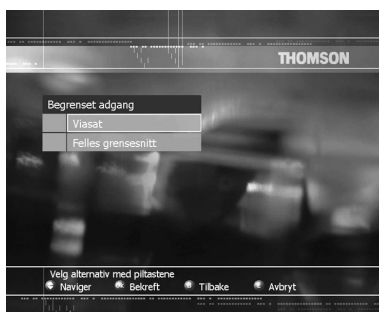 THOMSON
Begrenset adgang
Viasat
Felles grensesnitt
Velg alternativ med piltastene
Naviger Bekreft Tilbake Avbryt